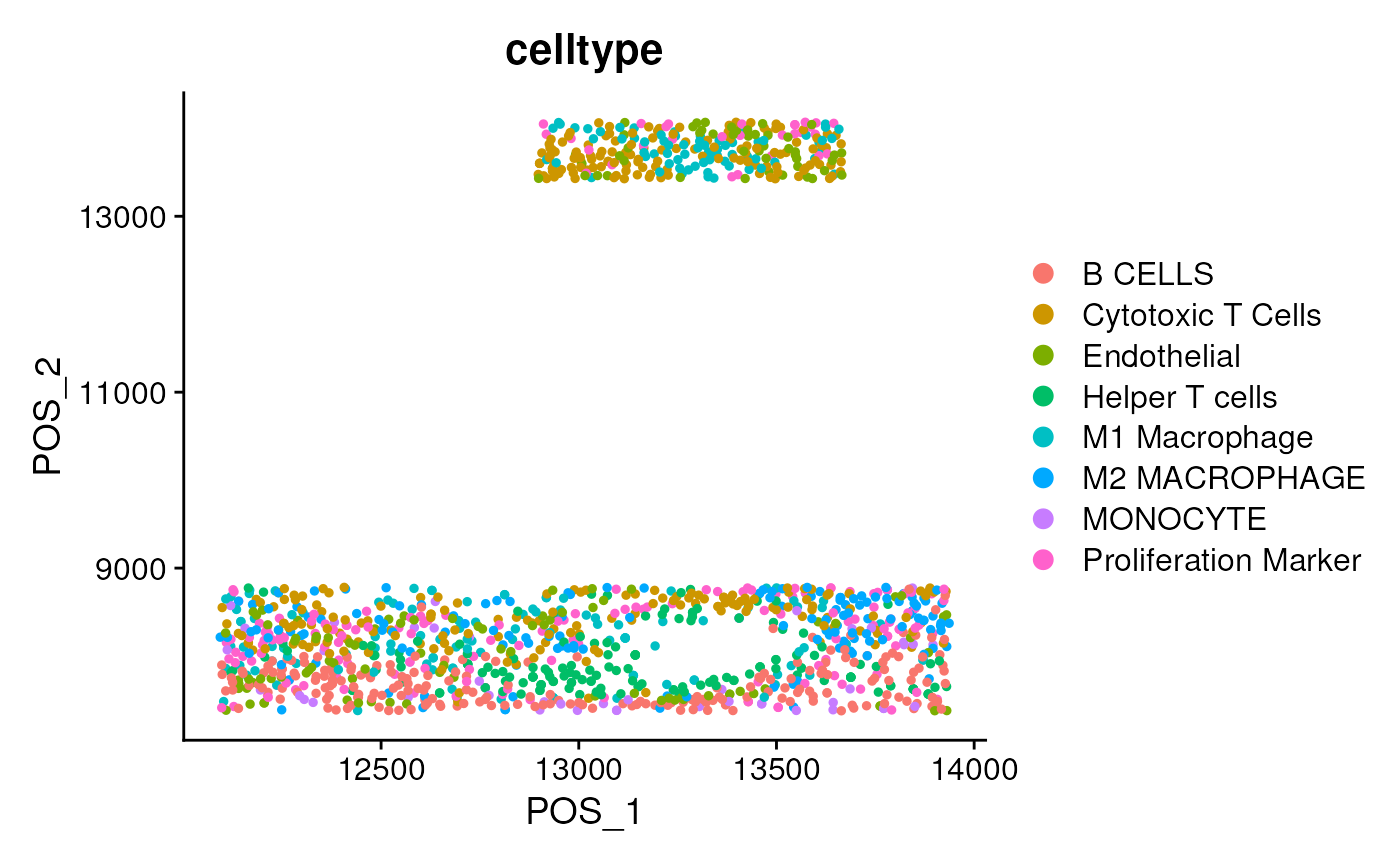 celltype
13000
11000
9000
POS_2
12500
13000
13500
14000
POS_1
B CELLS
Cytotoxic T Cells
Endothelial
Helper T cells
M1 Macrophage
M2 MACROPHAGE
MONOCYTE
Proliferation Marker